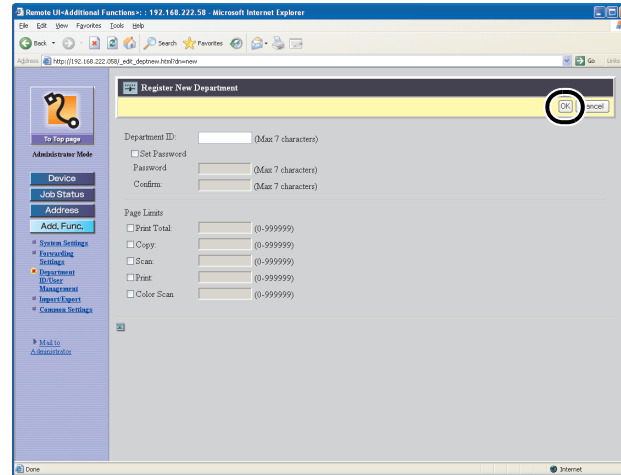 Remote UI<Additional Functions>: : 192.168.222.58 - Microsoft Internet Explorer
File Edit View Favorites Tools Help
Back Search Favorites
Address http://192.168.222.058/_edit_deptnew.html?drwnew Go Links
Register New Department
OK ancel
To Top page
Administrator Mode
Device
Job Status
Address
Add. Func.
System Settings
Forwarding
Settings
Department
ID/User
Management
Import/Export
Common Settings
Mail to
Administrator
Department ID: (Max 7 characters)
Set Password
Password (Max 7 characters)
Confirm: (Max 7 characters)
Page Limits
Print Total: (0-999999)
Copy: (0-999999)
Scan: (0-999999)
Print: (0-999999)
Color Scan (0-999999)
Done Internet